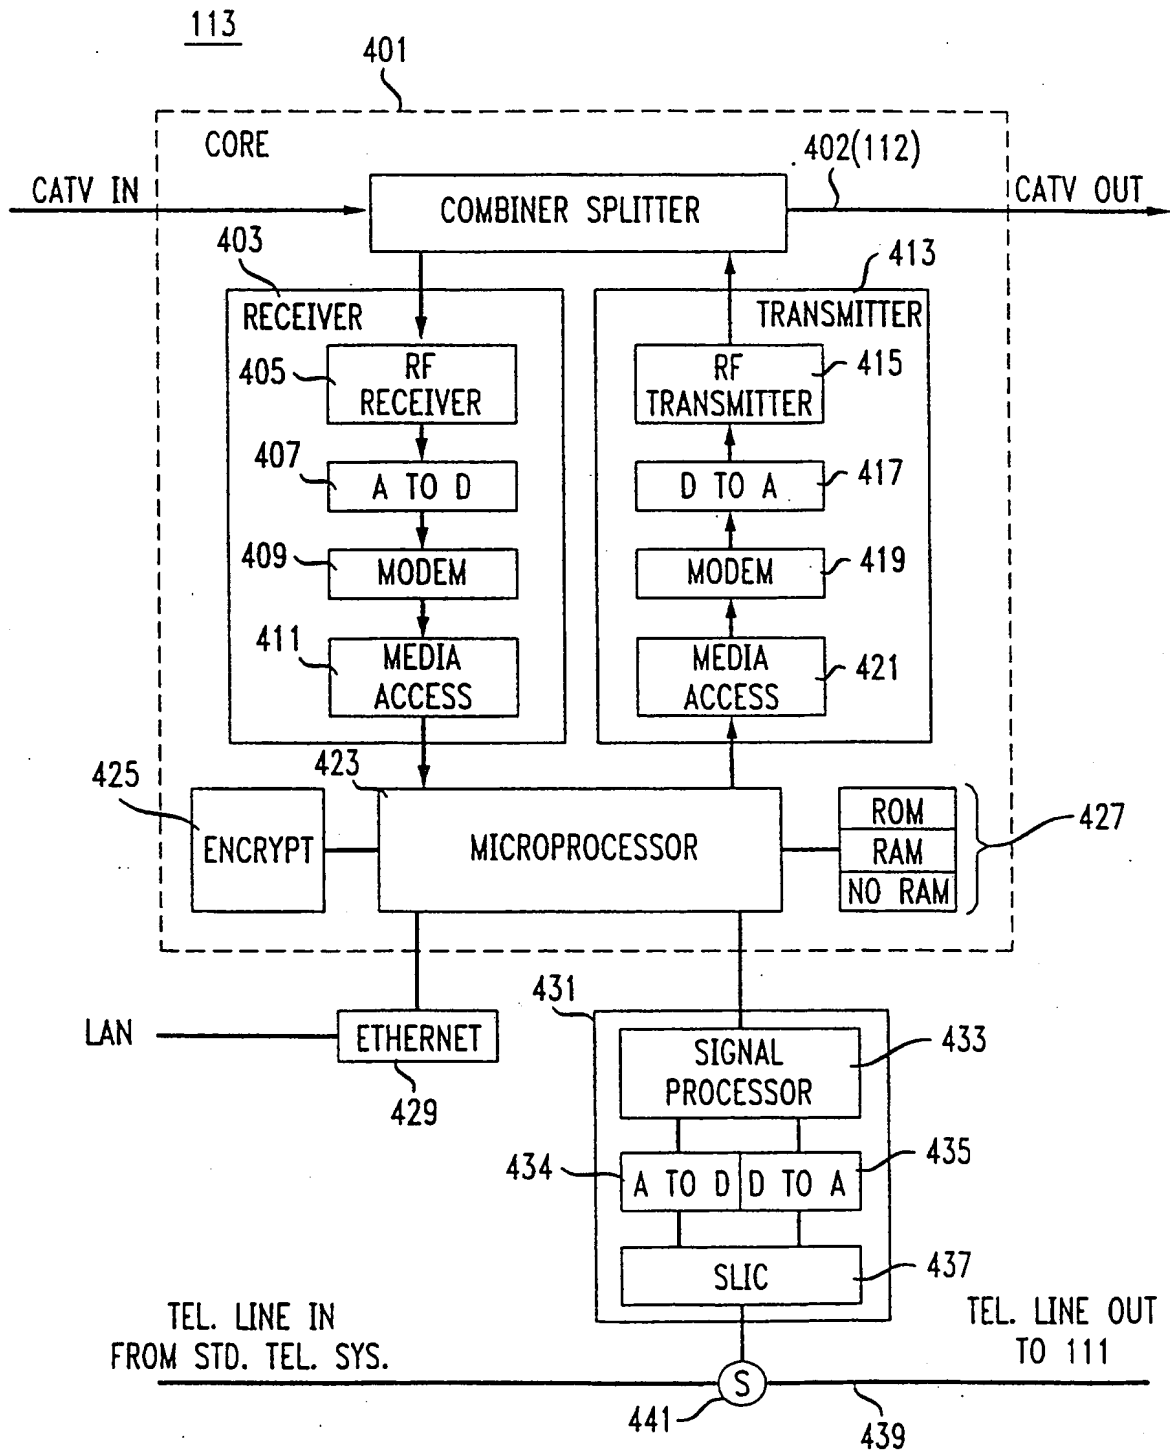 113
401
CORE
402(112)
CATV IN
COMBINER SPLITTER
CATV OUT
403
413
RECEIVER
TRANSMITTER
405
RF
RECEIVER
RF
TRANSMITTER
415
407
A TO D
D TO A
417
409
MODEM
MODEM
419
411
MEDIA
ACCESS
MEDIA
ACCESS
421
423
425
ENCRYPT
MICROPROCESSOR
ROM
RAM
NO RAM
427
431
LAN
ETHERNET
429
SIGNAL
PROCESSOR
433
434
A TO D
D TO A
435
SLIC
437
TEL. LINE IN
FROM STD. TEL. SYS.
TEL. LINE OUT
TO 111
S
441
439